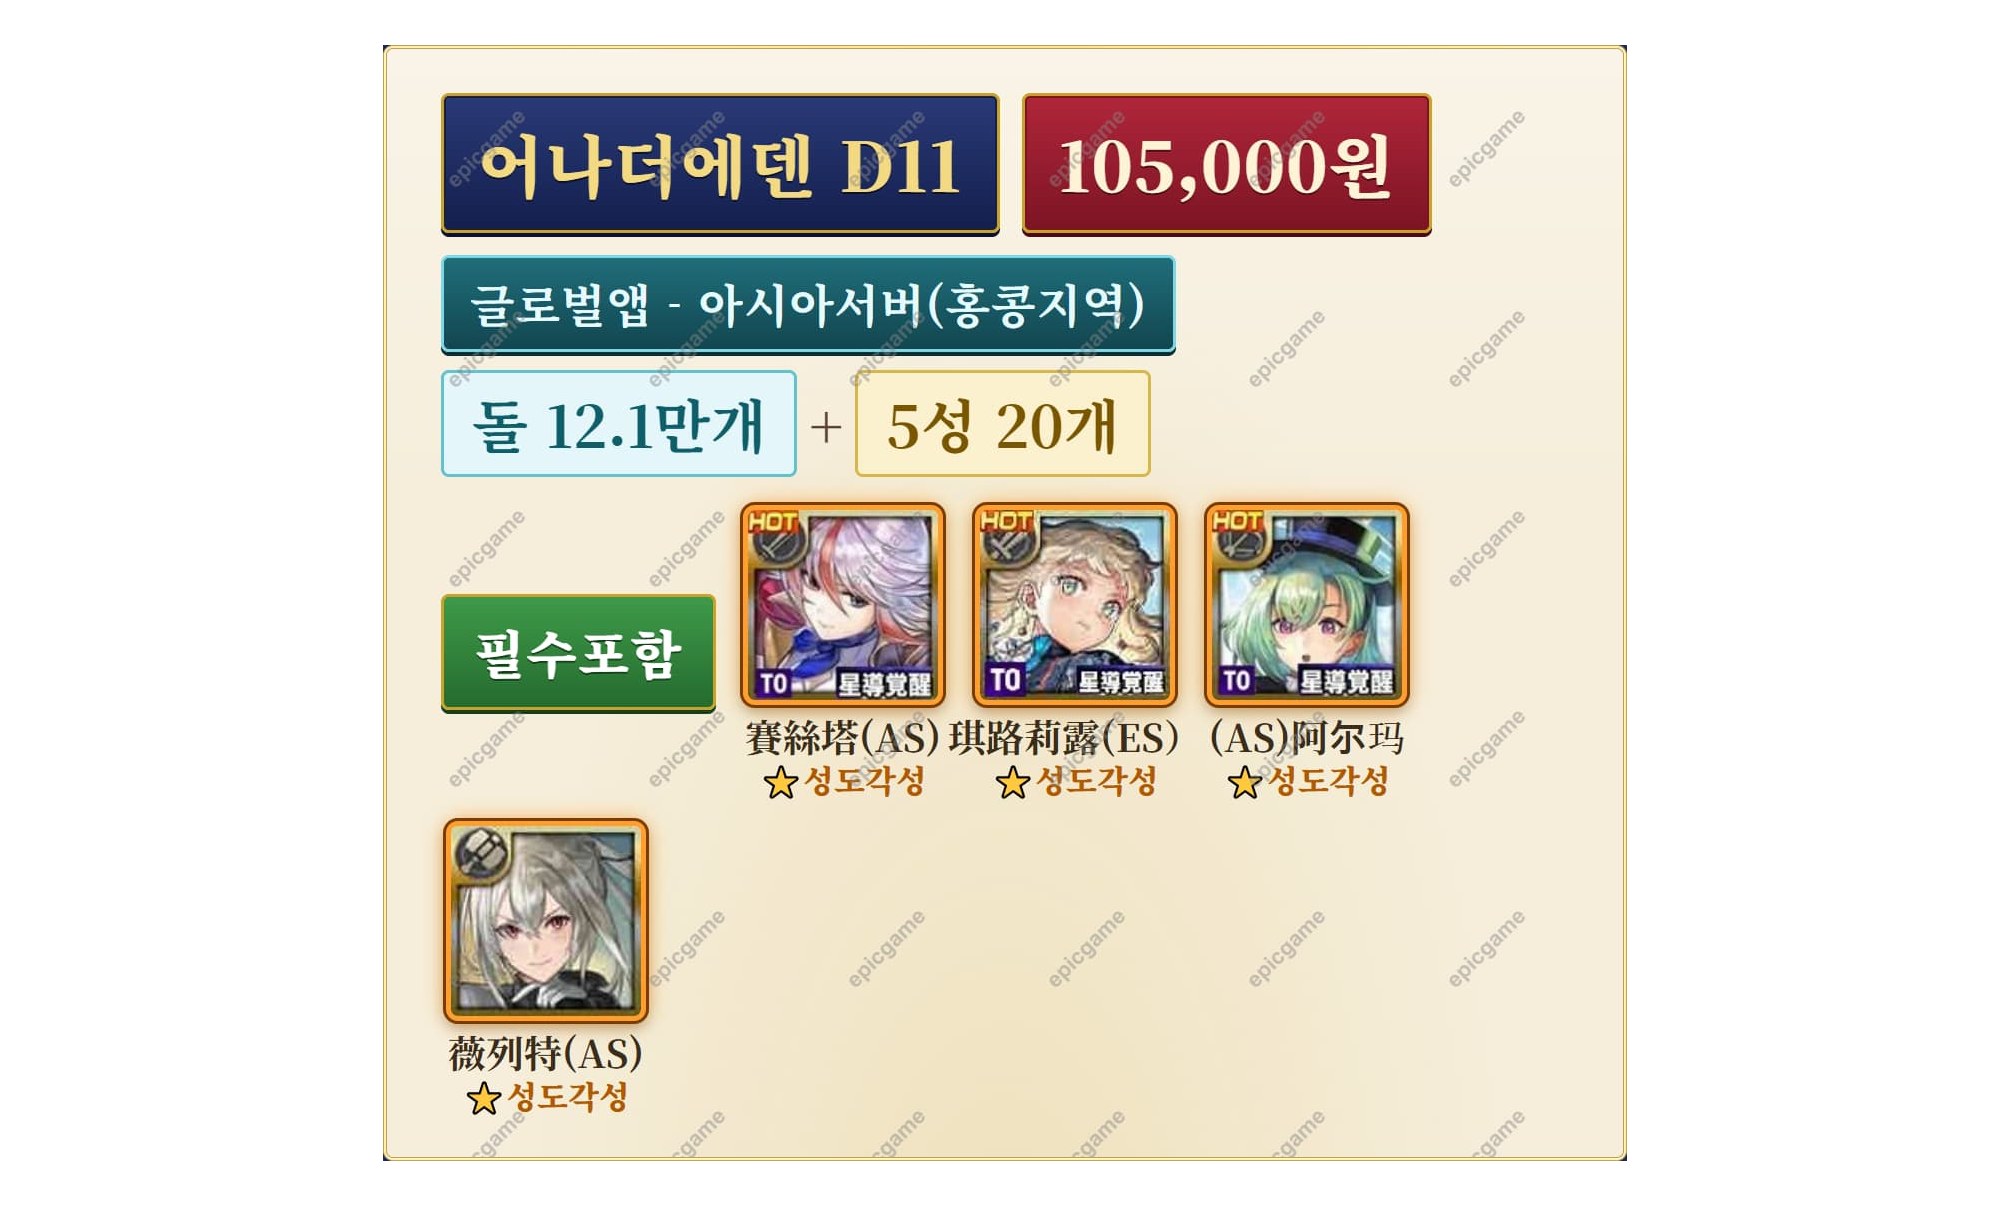 어나더에덴 D11
105,000원
글로벌앱 - 아시아서버(홍콩지역)
돌 12.1만개 + 5성 20개
필수포함
HOT
TO
星導覚醒
賽絲塔(AS)
★성도각성
HOT
TO
星導覚醒
琪路莉露(ES)
★성도각성
HOT
TO
星導覚醒
(AS)阿尔玛
★성도각성
薇列特(AS)
★성도각성
epicgame